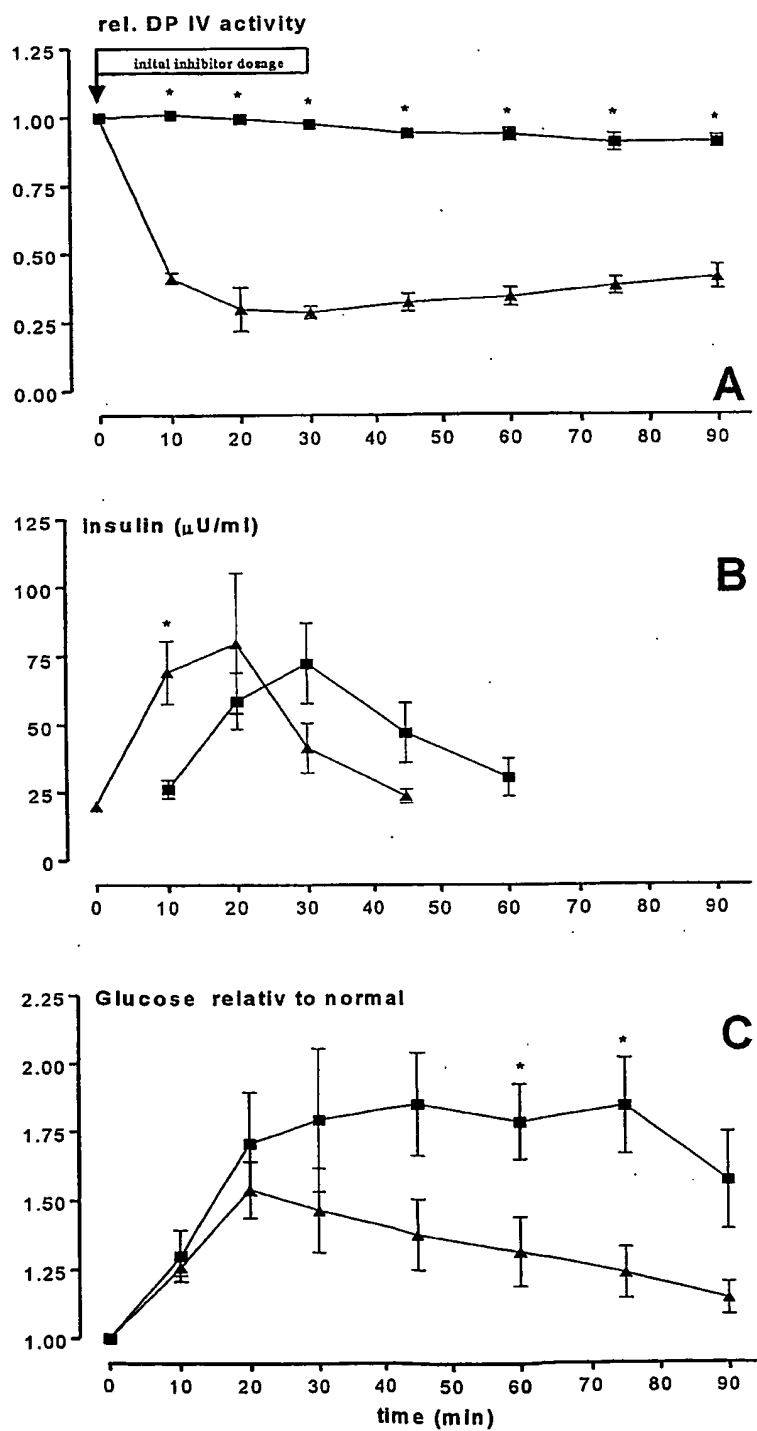 rel. DP IV activity
1.25
inital inhibitor dosage
* * * * * * *
1.00
0.75
0.50
0.25
0.00
A
0 10 20 30 40 50 60 70 80 90
125
insulin (μU/ml)
B
100
*
75
50
25
0
0 10 20 30 40 50 60 70 80 90
2.25
Glucose relativ to normal
C
* *
2.00
1.75
1.50
1.25
1.00
0 10 20 30 40 50 60 70 80 90
time (min)